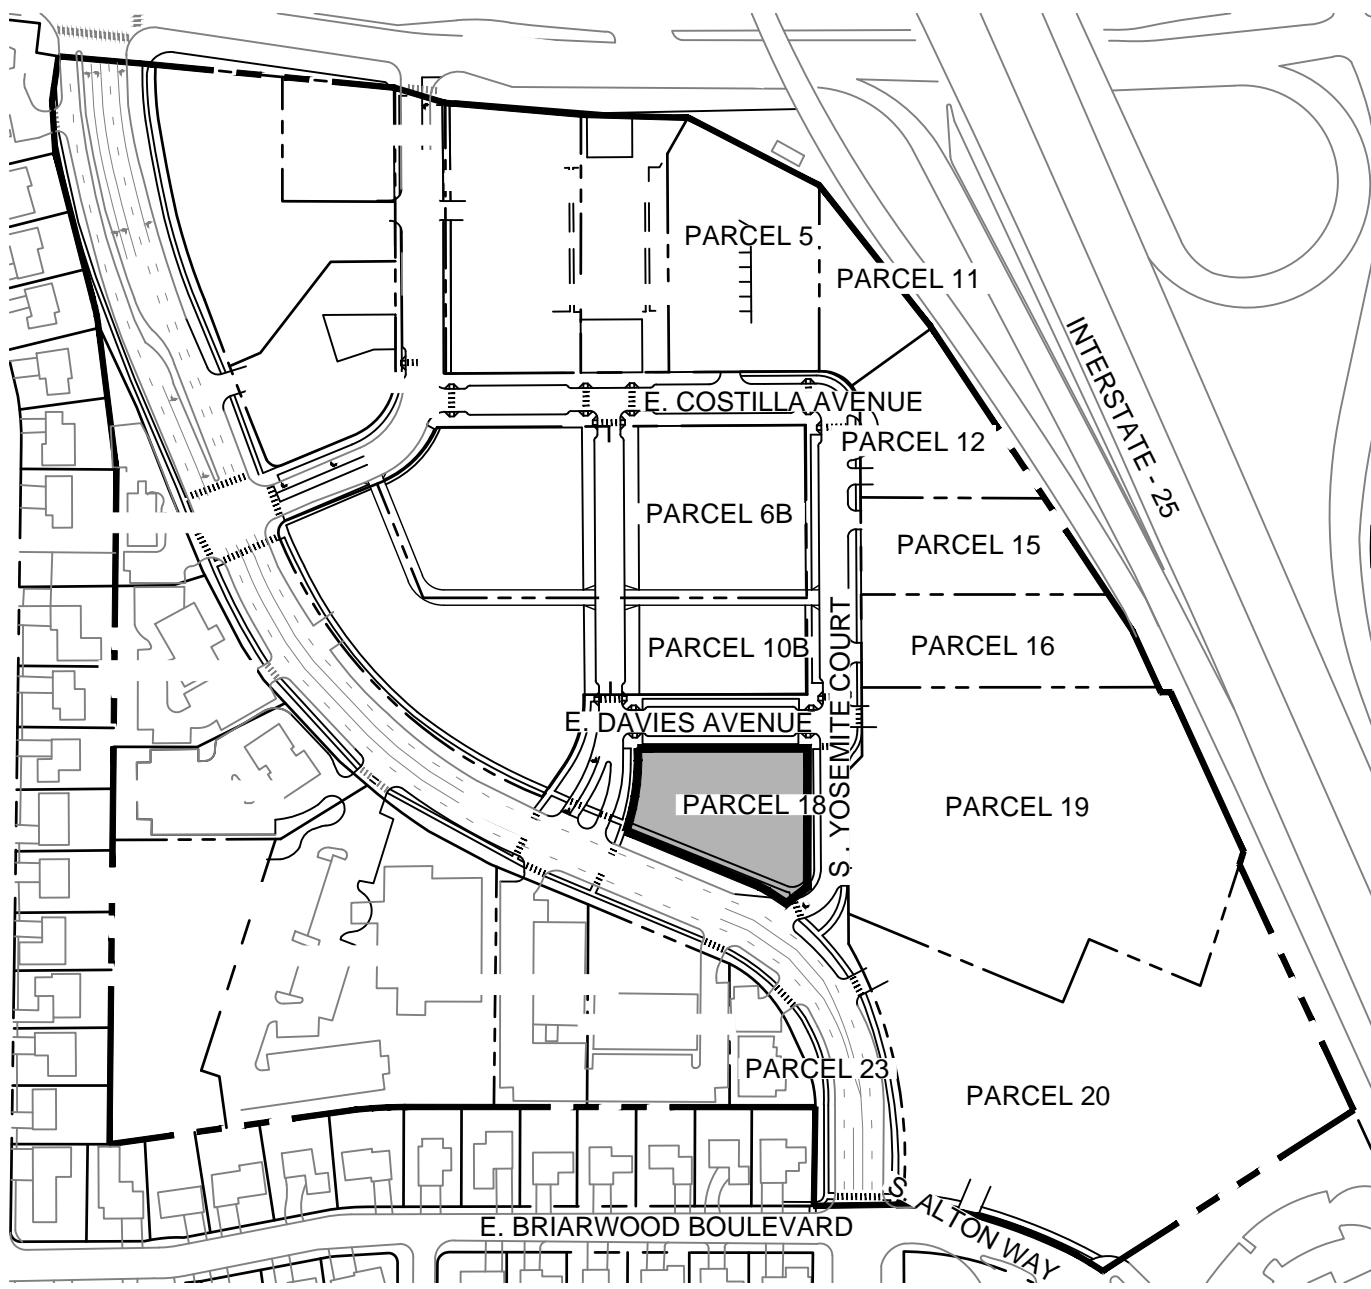 PARCEL 5
PARCEL 11
INTERSTATE - 25
E. COSTILLA AVENUE
PARCEL 12
PARCEL 6B
PARCEL 15
PARCEL 10B
PARCEL 16
S . YOSEMITE COURT
E. DAVIES AVENUE
PARCEL 18
PARCEL 19
PARCEL 23
PARCEL 20
S. ALTON WAY
E. BRIARWOOD BOULEVARD